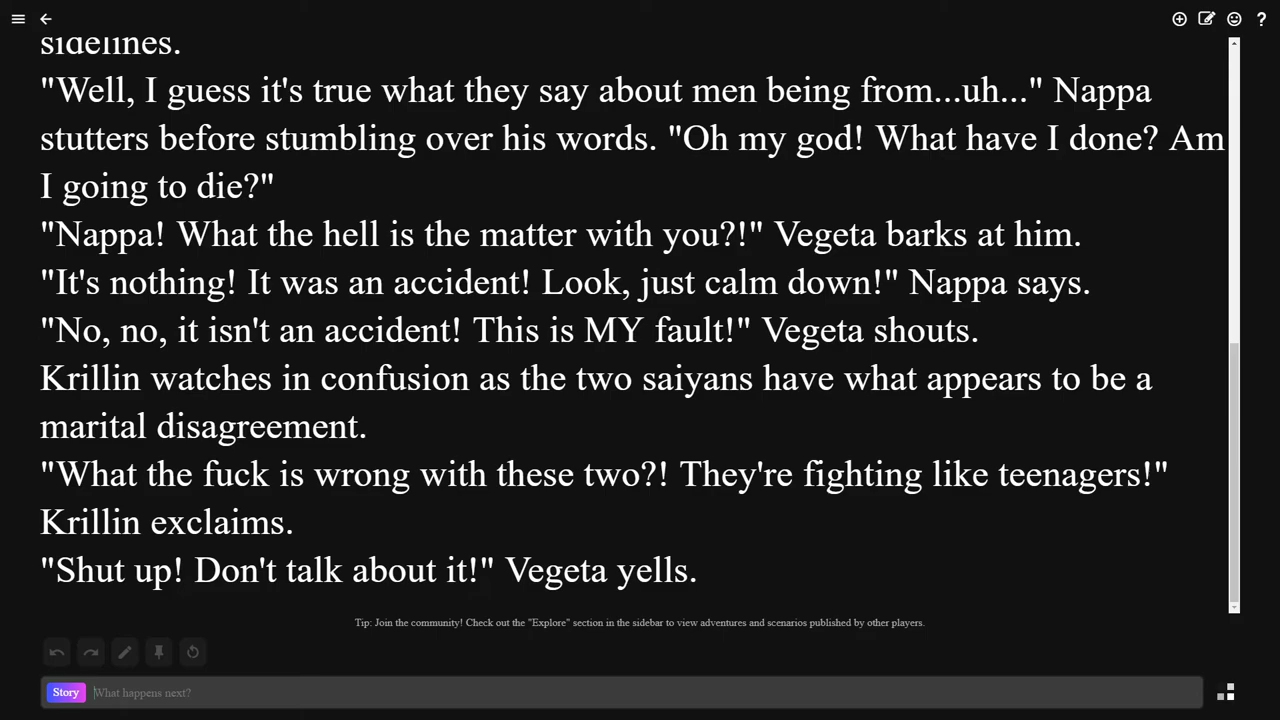 sidelines.
"Well, I guess it's true what they say about men being from...uh..." Nappa
stutters before stumbling over his words. "Oh my god! What have I done? Am
I going to die?"
"Nappa! What the hell is the matter with you?!" Vegeta barks at him.
"It's nothing! It was an accident! Look, just calm down!" Nappa says.
"No, no, it isn't an accident! This is MY fault!" Vegeta shouts.
Krillin watches in confusion as the two saiyans have what appears to be a
marital disagreement.
"What the fuck is wrong with these two?! They're fighting like teenagers!"
Krillin exclaims.
"Shut up! Don't talk about it!" Vegeta yells.
Tip: Join the community! Check out the "Explore" section in the sidebar to view adventures and scenarios published by other players.
Story What happens next?